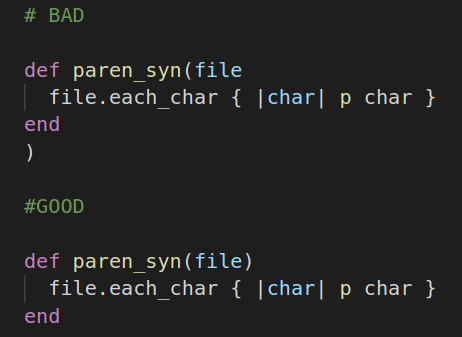 # BAD
def paren_syn(file
  file.each_char { |char| p char }
end
)
#GOOD
def paren_syn(file)
  file.each_char { |char| p char }
end